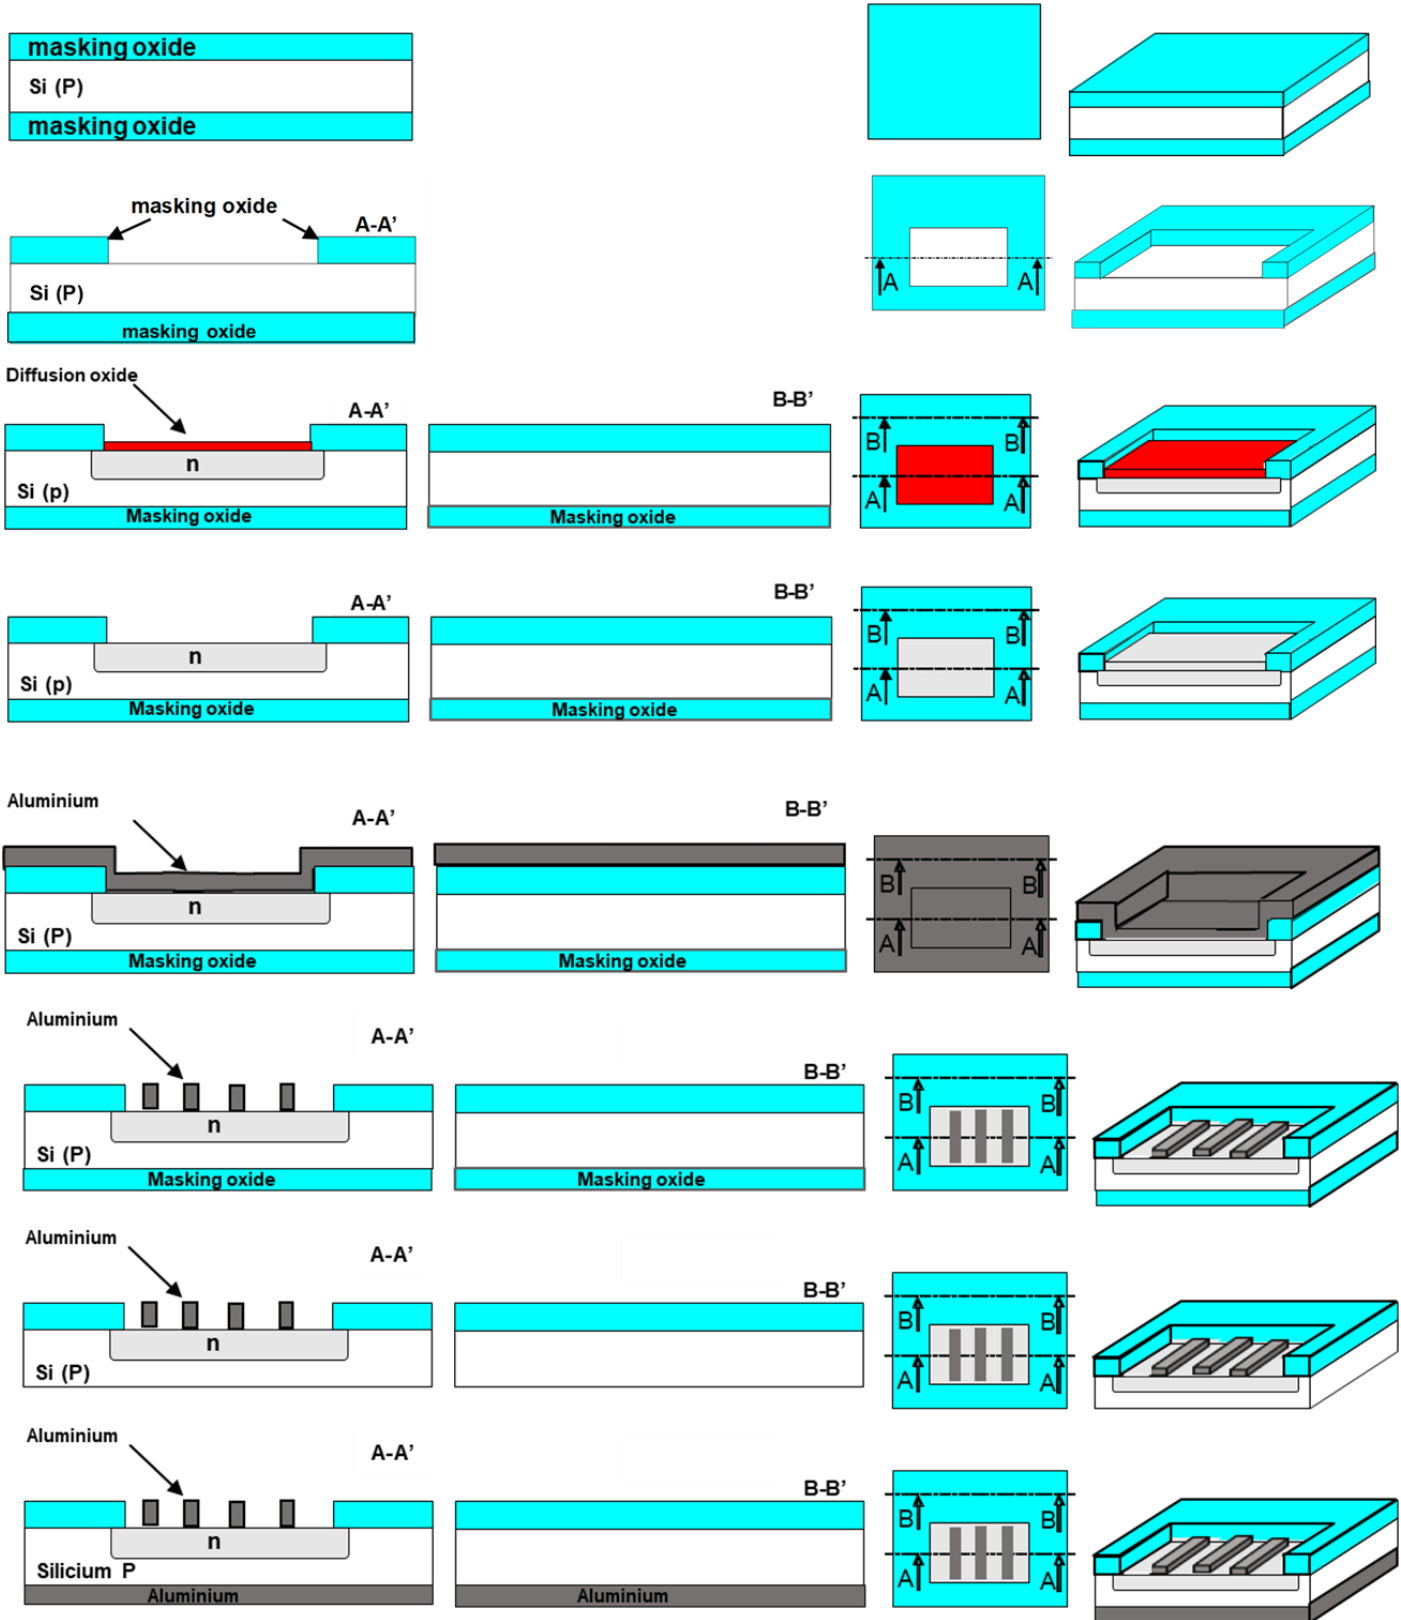 masking oxide
Si (P)
masking oxide
masking oxide
A-A’
Si (P)
masking oxide
A A
Diffusion oxide
A-A’
B-B’
n
Si (p)
Masking oxide
Masking oxide
B B
A A
A-A’
B-B’
n
Si (p)
Masking oxide
Masking oxide
B B
A A
Aluminium
A-A’
B-B’
n
Si (P)
Masking oxide
Masking oxide
B B
A A
Aluminium
A-A’
B-B’
n
Si (P)
Masking oxide
Masking oxide
B B
A A
Aluminium
A-A’
B-B’
n
Si (P)
B B
A A
Aluminium
A-A’
B-B’
n
Silicium P
Aluminium
Aluminium
B B
A A